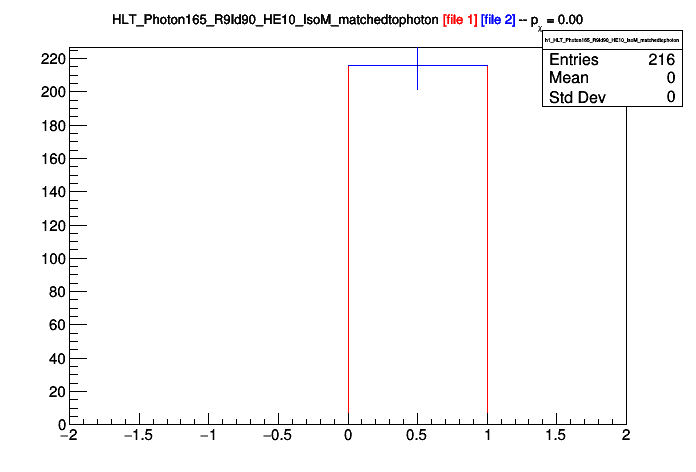 HLT_Photon165_R9Id90_HE10_IsoM_matchedtophoton [file 1] [file 2] -- pχ = 0.00
h1_HLT_Photon165_R9Id90_HE10_IsoM_matchedtophoton
Entries 216
Mean 0
Std Dev 0
220
200
180
160
140
120
100
80
60
40
20
0
−2 −1.5 −1 −0.5 0 0.5 1 1.5 2